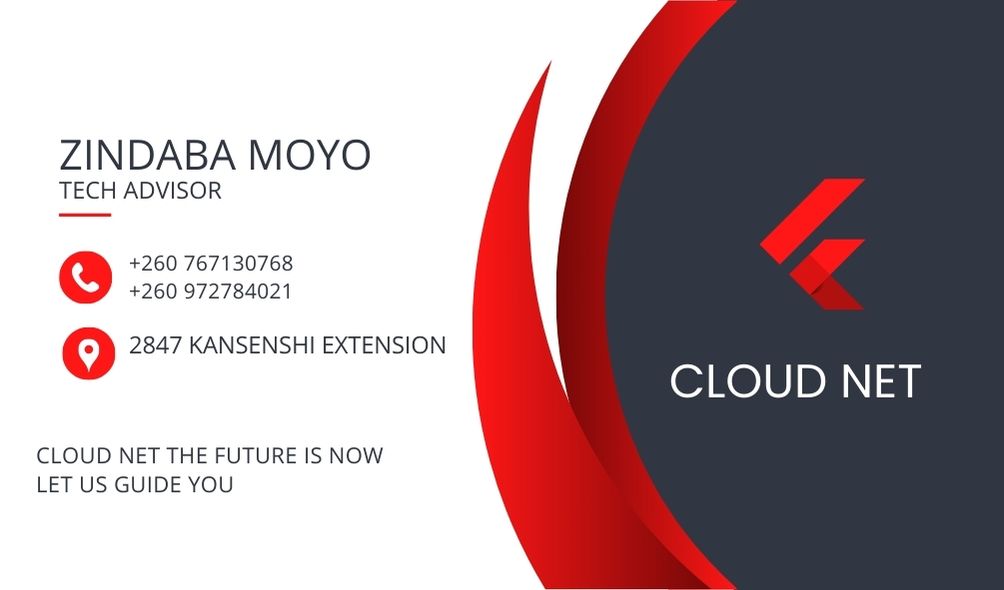 ZINDABA MOYO
TECH ADVISOR
+260 767130768
+260 972784021
2847 KANSENSHI EXTENSION
CLOUD NET THE FUTURE IS NOW
LET US GUIDE YOU
CLOUD NET